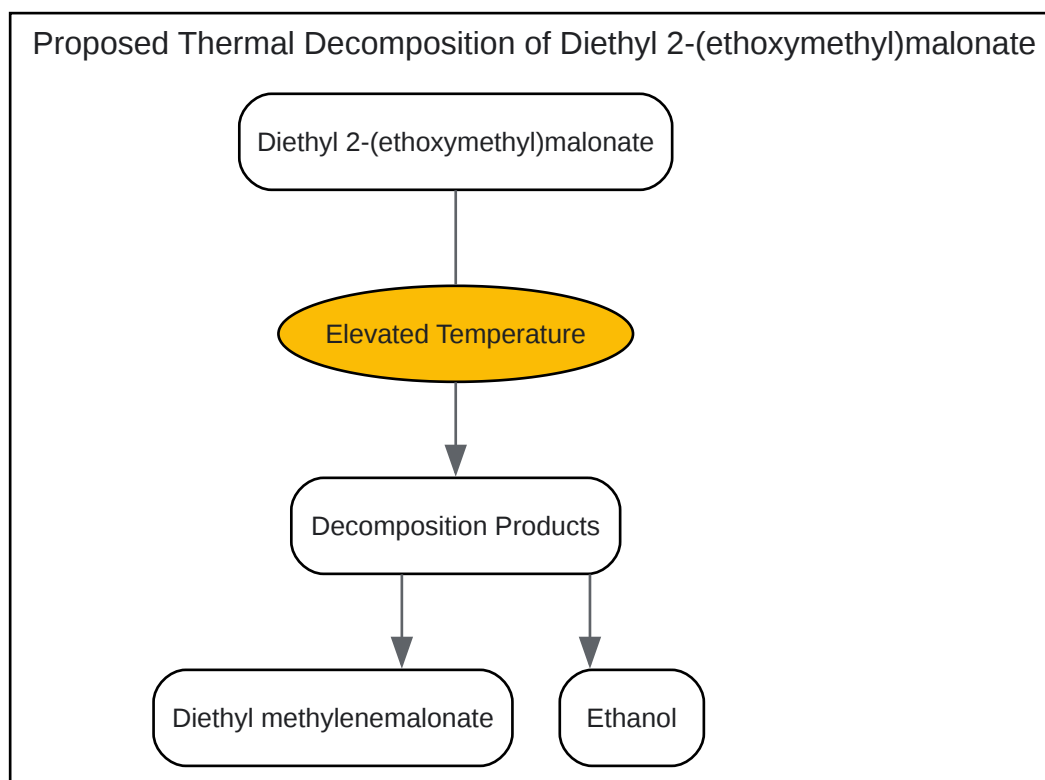 Proposed Thermal Decomposition of Diethyl 2-(ethoxymethyl)malonate
Diethyl 2-(ethoxymethyl)malonate
Elevated Temperature
Decomposition Products
Diethyl methylenemalonate
Ethanol